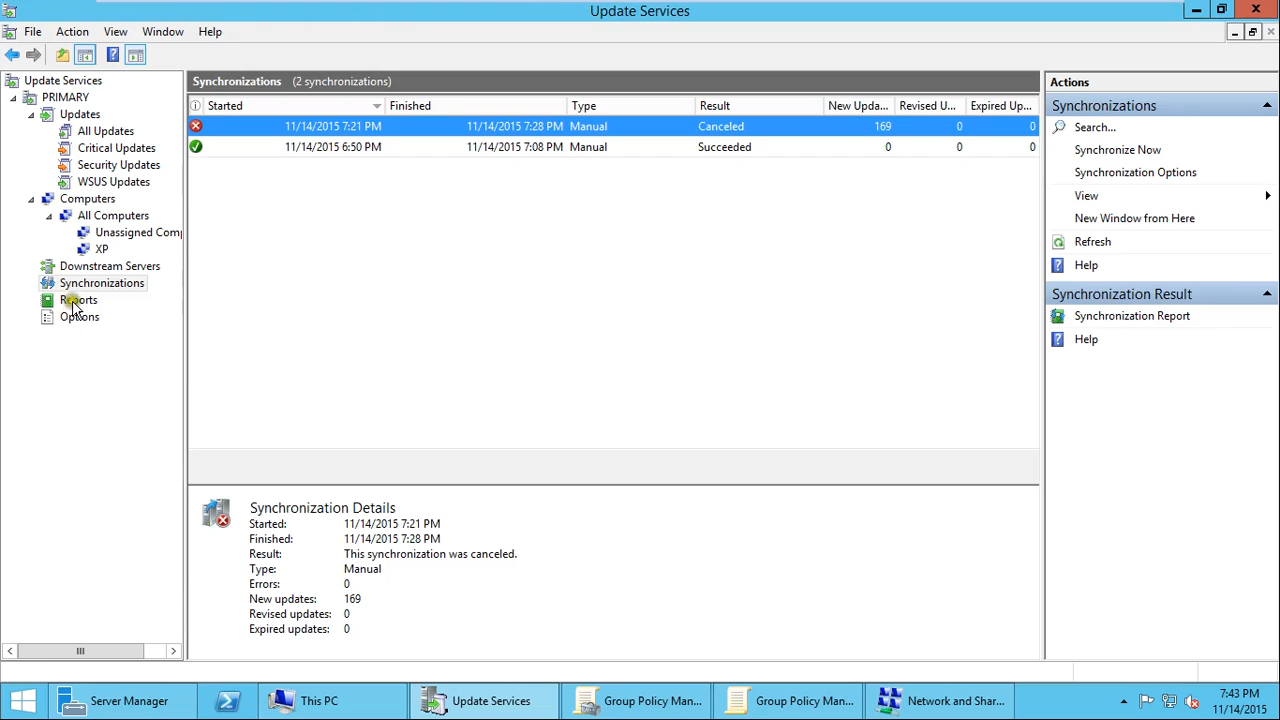 Update Services
File Action View Window Help
Update Services
PRIMARY
Updates
All Updates
Critical Updates
Security Updates
WSUS Updates
Computers
All Computers
Unassigned Comp
XP
Downstream Servers
Synchronizations
Reports
Options
Synchronizations (2 synchronizations)
Started Finished Type Result New Upda... Revised U... Expired Up...
11/14/2015 7:21 PM 11/14/2015 7:28 PM Manual Canceled 169 0 0
11/14/2015 6:50 PM 11/14/2015 7:08 PM Manual Succeeded 0 0 0
Synchronization Details
Started: 11/14/2015 7:21 PM
Finished: 11/14/2015 7:28 PM
Result: This synchronization was canceled.
Type: Manual
Errors: 0
New updates: 169
Revised updates: 0
Expired updates: 0
Actions
Synchronizations
Search...
Synchronize Now
Synchronization Options
View
New Window from Here
Refresh
Help
Synchronization Result
Synchronization Report
Help
Server Manager This PC Update Services Group Policy Man... Group Policy Man... Network and Shar...
7:43 PM
11/14/2015